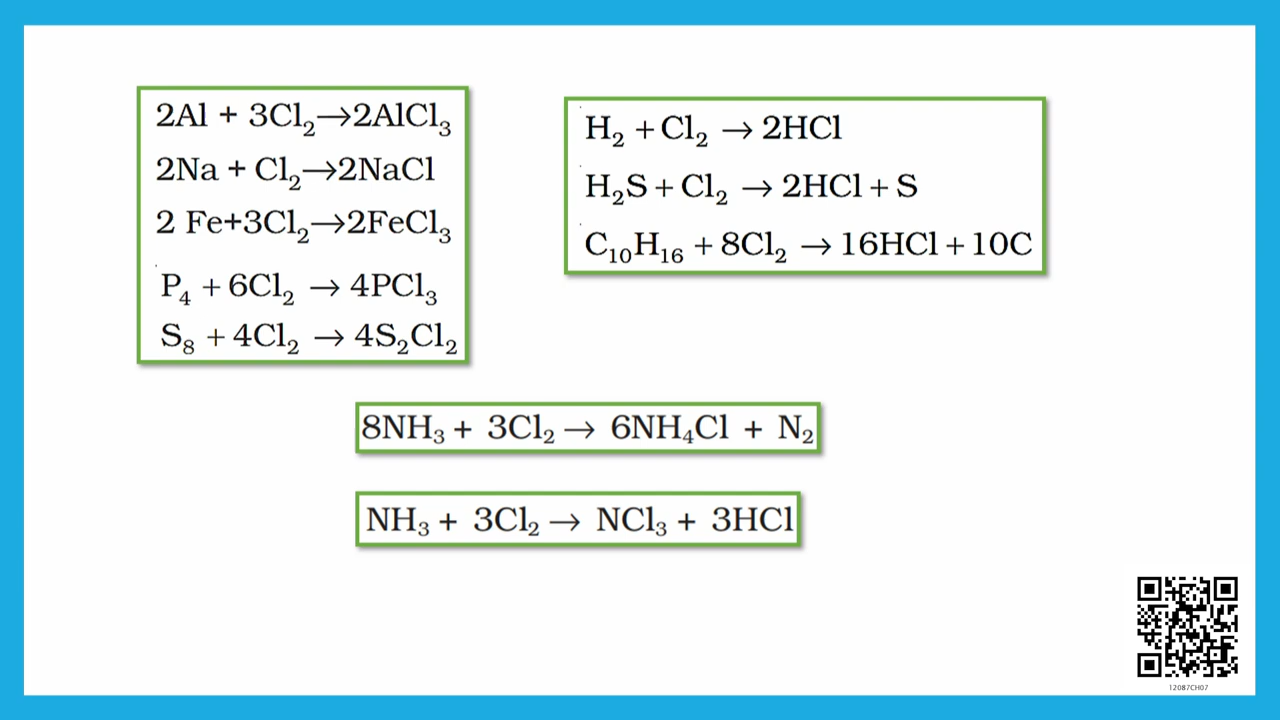 2Al + 3Cl₂→2AlCl₃
2Na + Cl₂→2NaCl
2 Fe+3Cl₂→2FeCl₃
P₄ + 6Cl₂ → 4PCl₃
S₈ + 4Cl₂ → 4S₂Cl₂
H₂ + Cl₂ → 2HCl
H₂S + Cl₂ → 2HCl + S
C₁₀H₁₆ + 8Cl₂ → 16HCl + 10C
8NH₃ + 3Cl₂ → 6NH₄Cl + N₂
NH₃ + 3Cl₂ → NCl₃ + 3HCl
12087CH07